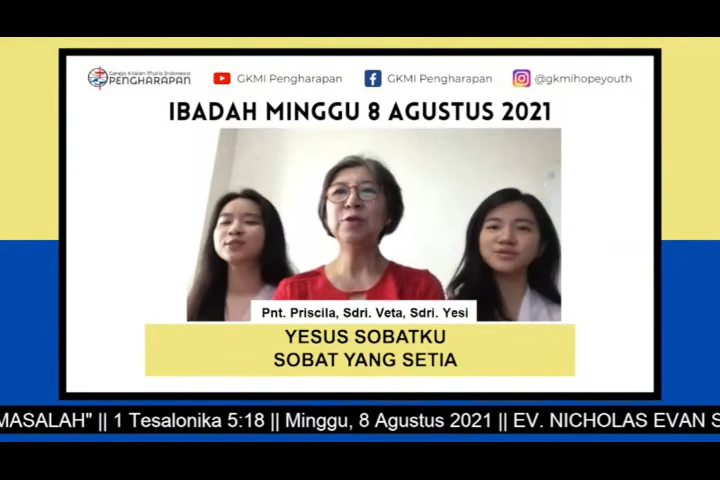 Gereja Kristen Muria Indonesia
PENGHARAPAN
GKMI Pengharapan
GKMI Pengharapan
@gkmihopeyouth
IBADAH MINGGU 8 AGUSTUS 2021
Pnt. Priscila, Sdri. Veta, Sdri. Yesi
YESUS SOBATKU
SOBAT YANG SETIA
MASALAH" || 1 Tesalonika 5:18 || Minggu, 8 Agustus 2021 || EV. NICHOLAS EVAN S